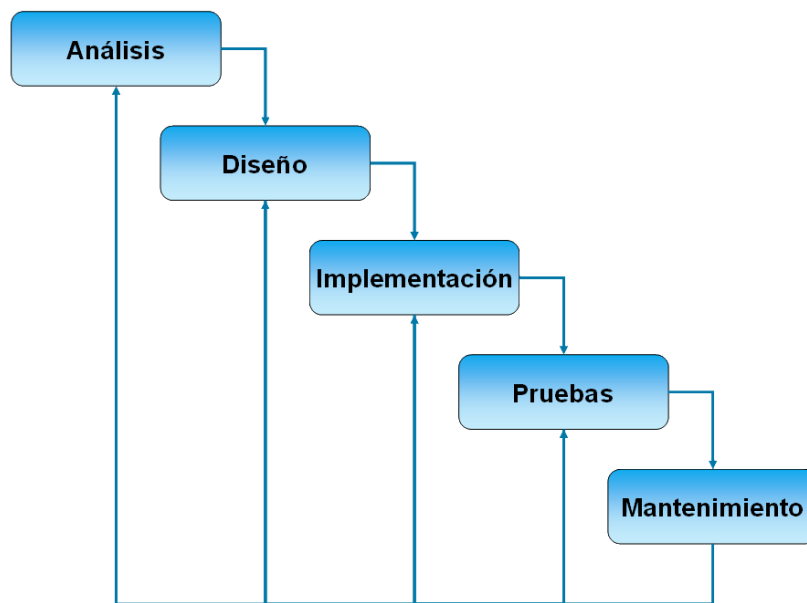 Análisis
Diseño
Implementación
Pruebas
Mantenimiento